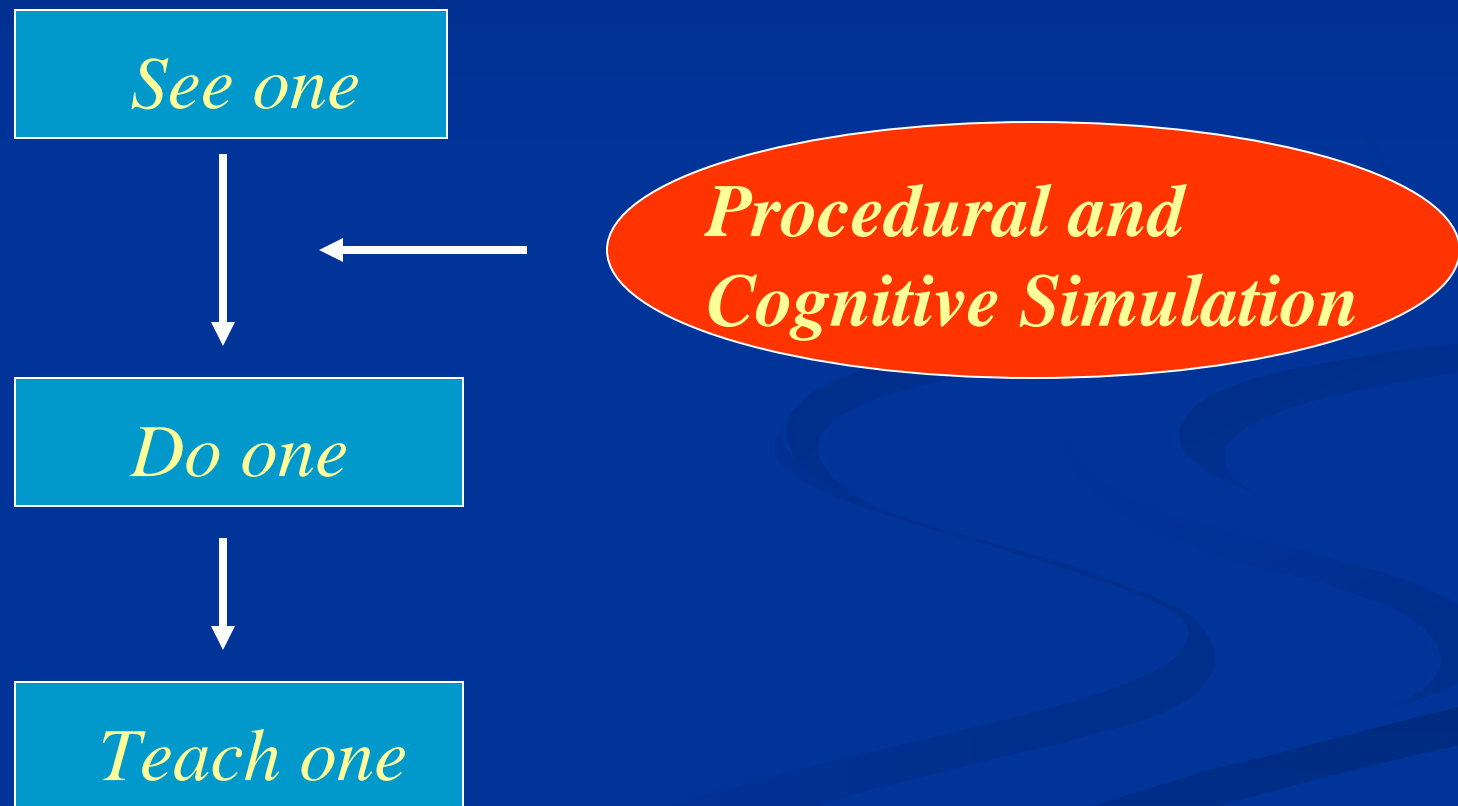 See one
Procedural and
Cognitive Simulation
Do one
Teach one